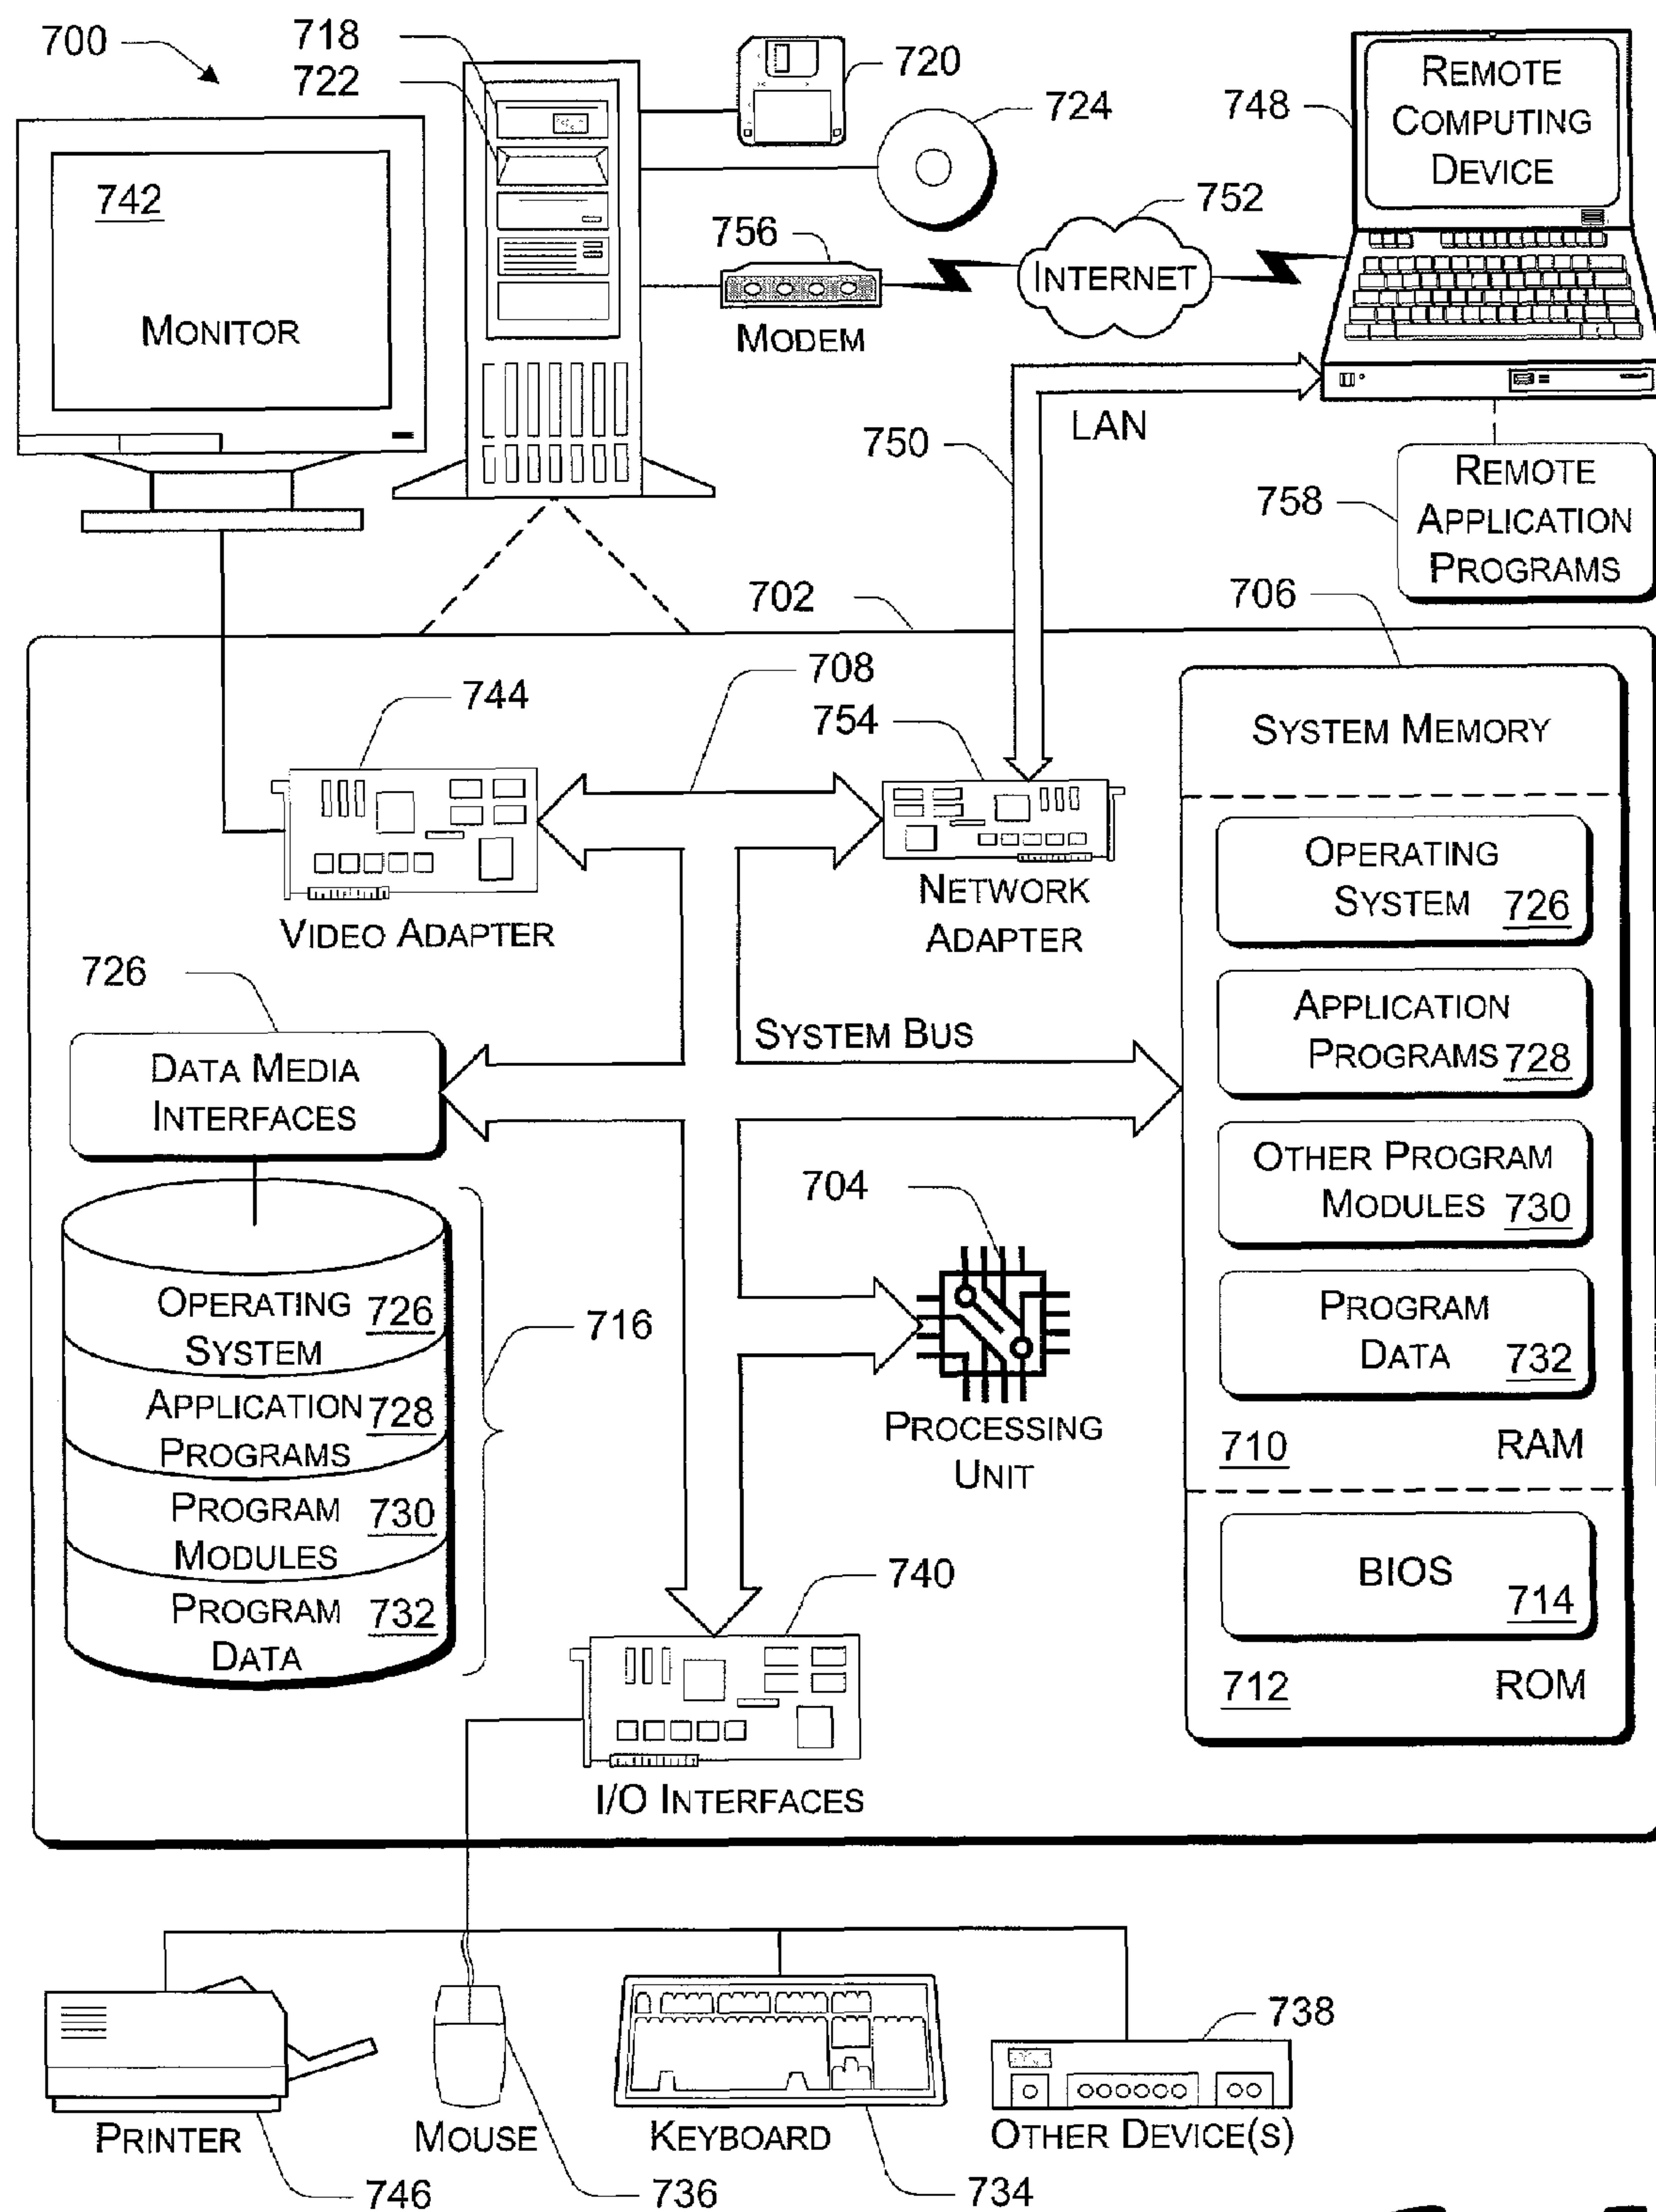 700
718
722
720
724
748
REMOTE
COMPUTING
DEVICE
742
MONITOR
756
MODEM
752
INTERNET
LAN
750
758
REMOTE
APPLICATION
PROGRAMS
702
706
708
744
754
SYSTEM MEMORY
VIDEO ADAPTER
NETWORK
ADAPTER
OPERATING
SYSTEM 726
726
DATA MEDIA
INTERFACES
SYSTEM BUS
APPLICATION
PROGRAMS 728
OTHER PROGRAM
MODULES 730
704
PROCESSING
UNIT
PROGRAM
DATA 732
710 RAM
OPERATING 726
SYSTEM
APPLICATION 728
PROGRAMS
PROGRAM 730
MODULES
PROGRAM 732
DATA
716
BIOS
714
712 ROM
740
I/O INTERFACES
PRINTER
746
MOUSE
736
KEYBOARD
734
738
OTHER DEVICE(S)